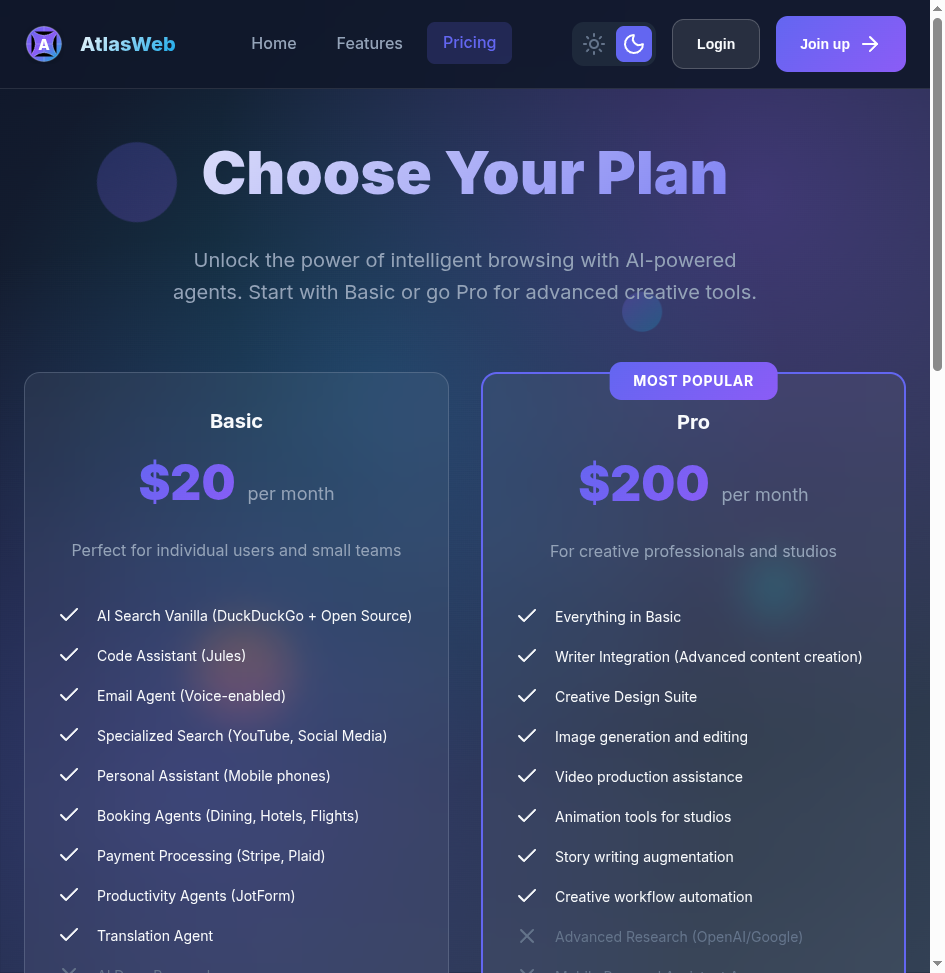 A AtlasWeb Home Features Pricing Login Join up
Choose Your Plan
Unlock the power of intelligent browsing with AI-powered
agents. Start with Basic or go Pro for advanced creative tools.
Basic
$20 per month
Perfect for individual users and small teams
AI Search Vanilla (DuckDuckGo + Open Source)
Code Assistant (Jules)
Email Agent (Voice-enabled)
Specialized Search (YouTube, Social Media)
Personal Assistant (Mobile phones)
Booking Agents (Dining, Hotels, Flights)
Payment Processing (Stripe, Plaid)
Productivity Agents (JotForm)
Translation Agent
MOST POPULAR
Pro
$200 per month
For creative professionals and studios
Everything in Basic
Writer Integration (Advanced content creation)
Creative Design Suite
Image generation and editing
Video production assistance
Animation tools for studios
Story writing augmentation
Creative workflow automation
Advanced Research (OpenAI/Google)